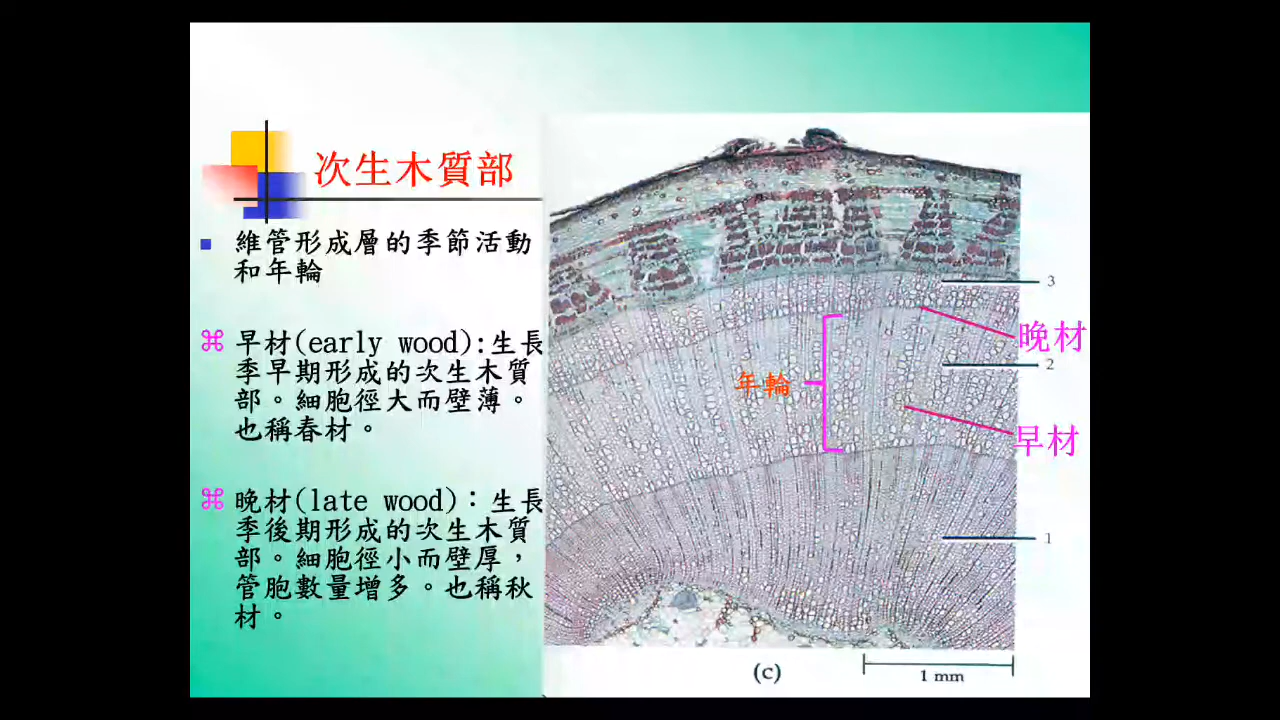 次生木質部
維管形成層的季節活動
和年輪
早材(early wood):生長
季早期形成的次生木質
部。細胞徑大而壁薄。
也稱春材。
晚材(late wood)：生長
季後期形成的次生木質
部。細胞徑小而壁厚，
管胞數量增多。也稱秋
材。
3
晚材
2
年輪
早材
1
(c)
1 mm